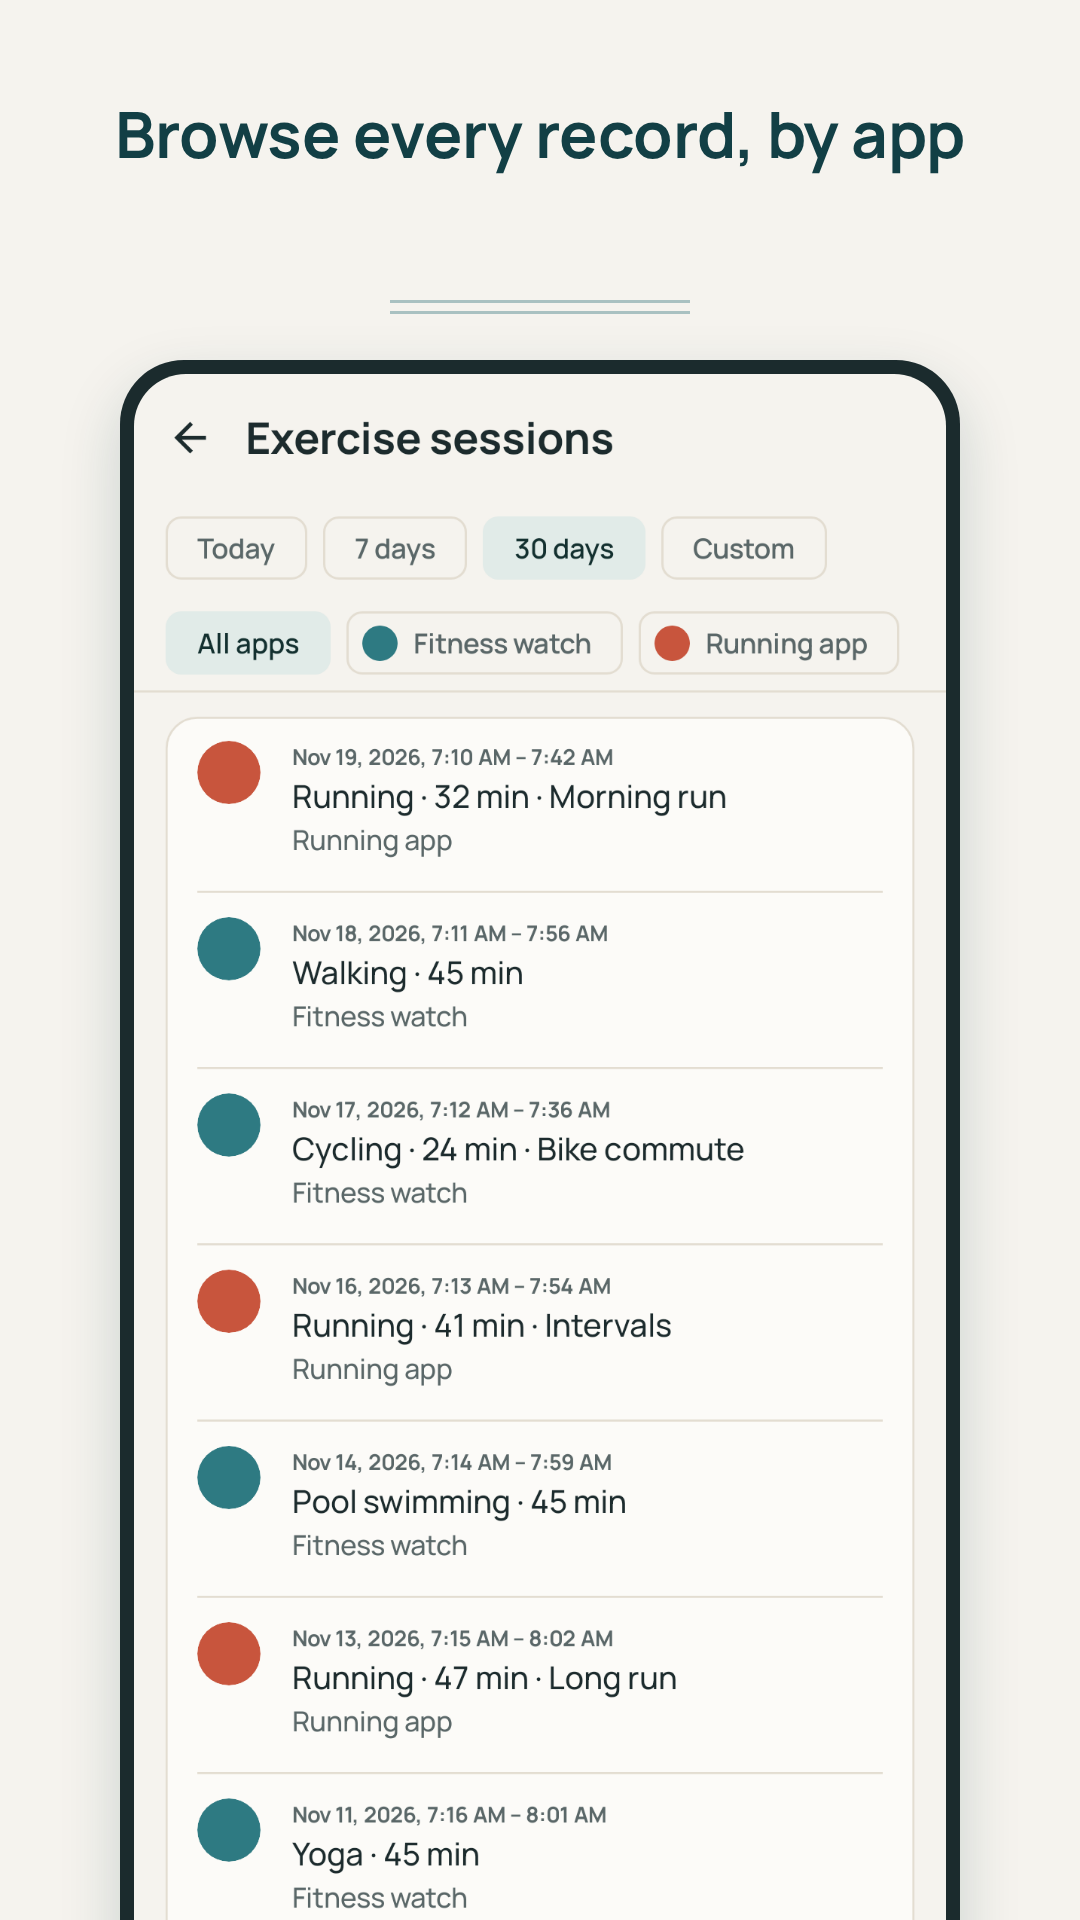 Browse every record, by app
Exercise sessions
Today 7 days 30 days Custom
All apps Fitness watch Running app
Nov 19, 2026, 7:10 AM – 7:42 AM
Running · 32 min · Morning run
Running app
Nov 18, 2026, 7:11 AM – 7:56 AM
Walking · 45 min
Fitness watch
Nov 17, 2026, 7:12 AM – 7:36 AM
Cycling · 24 min · Bike commute
Fitness watch
Nov 16, 2026, 7:13 AM – 7:54 AM
Running · 41 min · Intervals
Running app
Nov 14, 2026, 7:14 AM – 7:59 AM
Pool swimming · 45 min
Fitness watch
Nov 13, 2026, 7:15 AM – 8:02 AM
Running · 47 min · Long run
Running app
Nov 11, 2026, 7:16 AM – 8:01 AM
Yoga · 45 min
Fitness watch